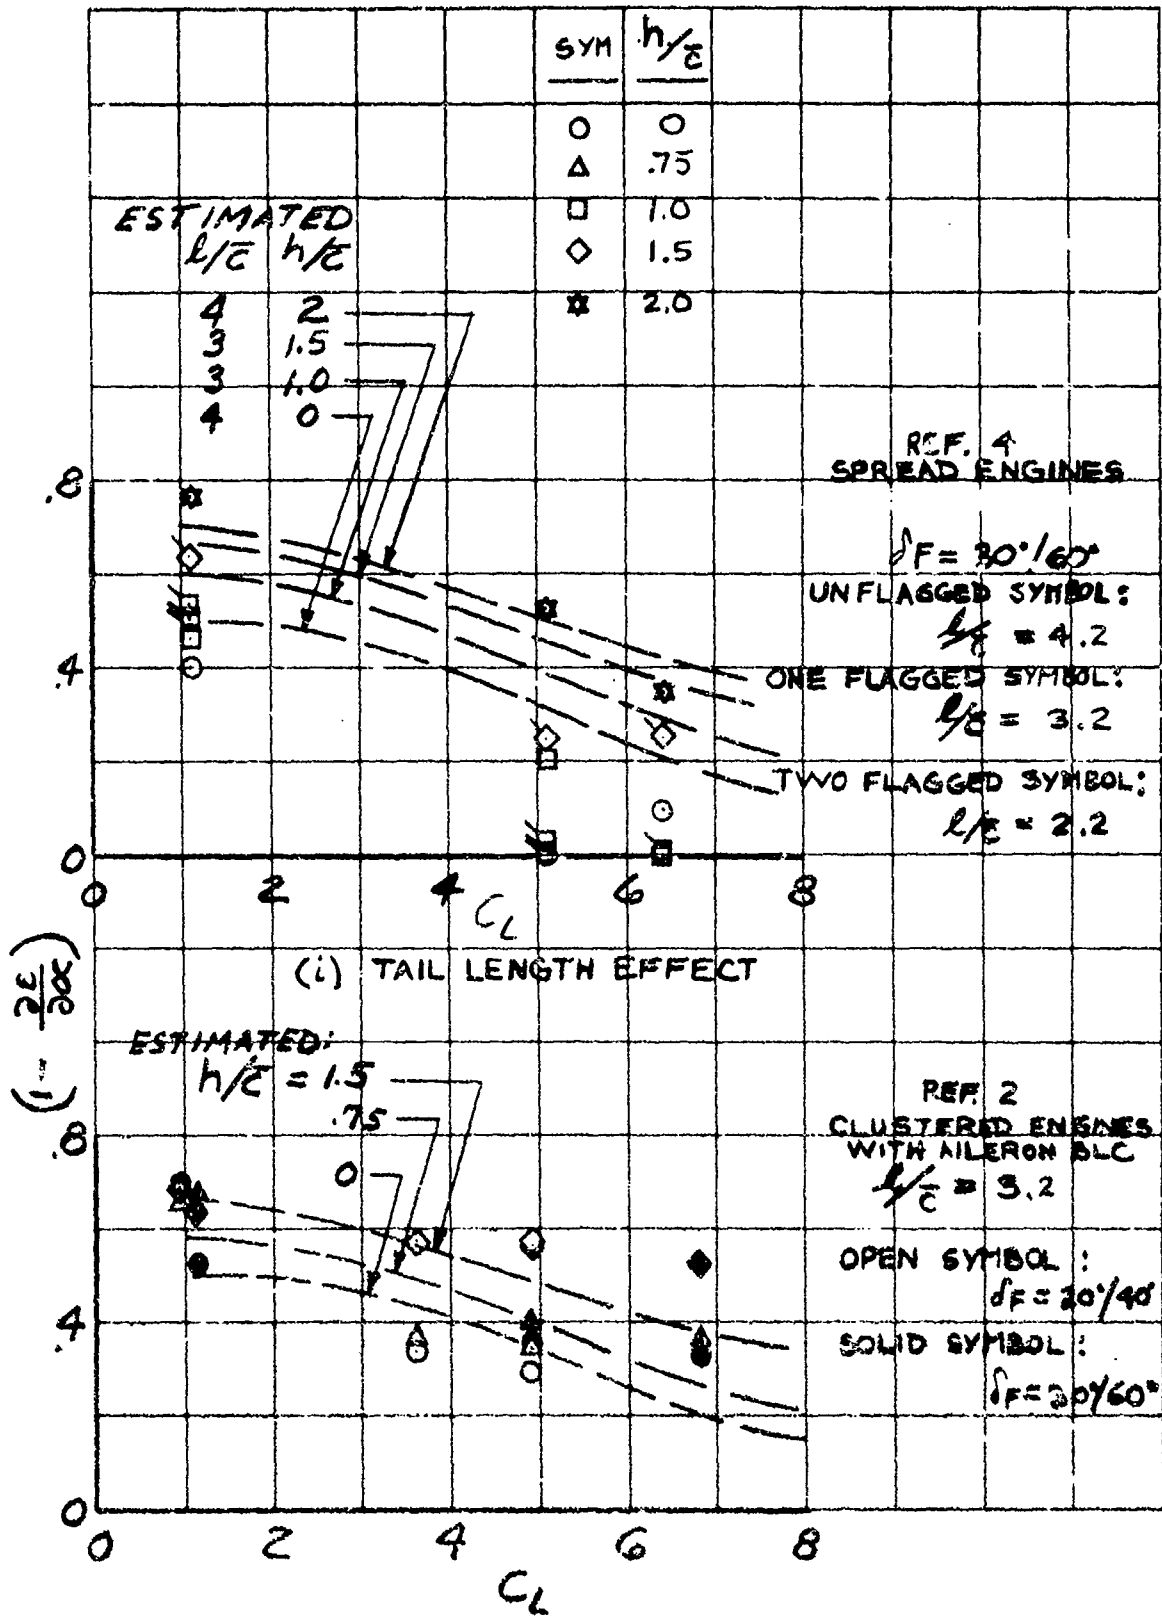 SYM h/c̅
O O
△ .75
□ 1.0
◇ 1.5
✡ 2.0
ESTIMATED
ℓ/c̅ h/c̅
4 2
3 1.5
3 1.0
4 0
REF. 4
SPREAD ENGINES
δF = 30°/60°
UNFLAGGED SYMBOL:
ℓ/c̅ = 4.2
ONE FLAGGED SYMBOL:
ℓ/c̅ = 3.2
TWO FLAGGED SYMBOL:
ℓ/c̅ = 2.2
.8
.4
0
0 2 4 6 8
C_L
(i) TAIL LENGTH EFFECT
(1 - ∂ε/∂α)
ESTIMATED:
h/c̅ = 1.5
.75
0
REF. 2
CLUSTERED ENGINES
WITH AILERON BLC
ℓ/c̅ = 3.2
OPEN SYMBOL :
δF = 20°/40°
SOLID SYMBOL :
δF = 30°/60°
.8
.4
0
0 2 4 6 8
C_L